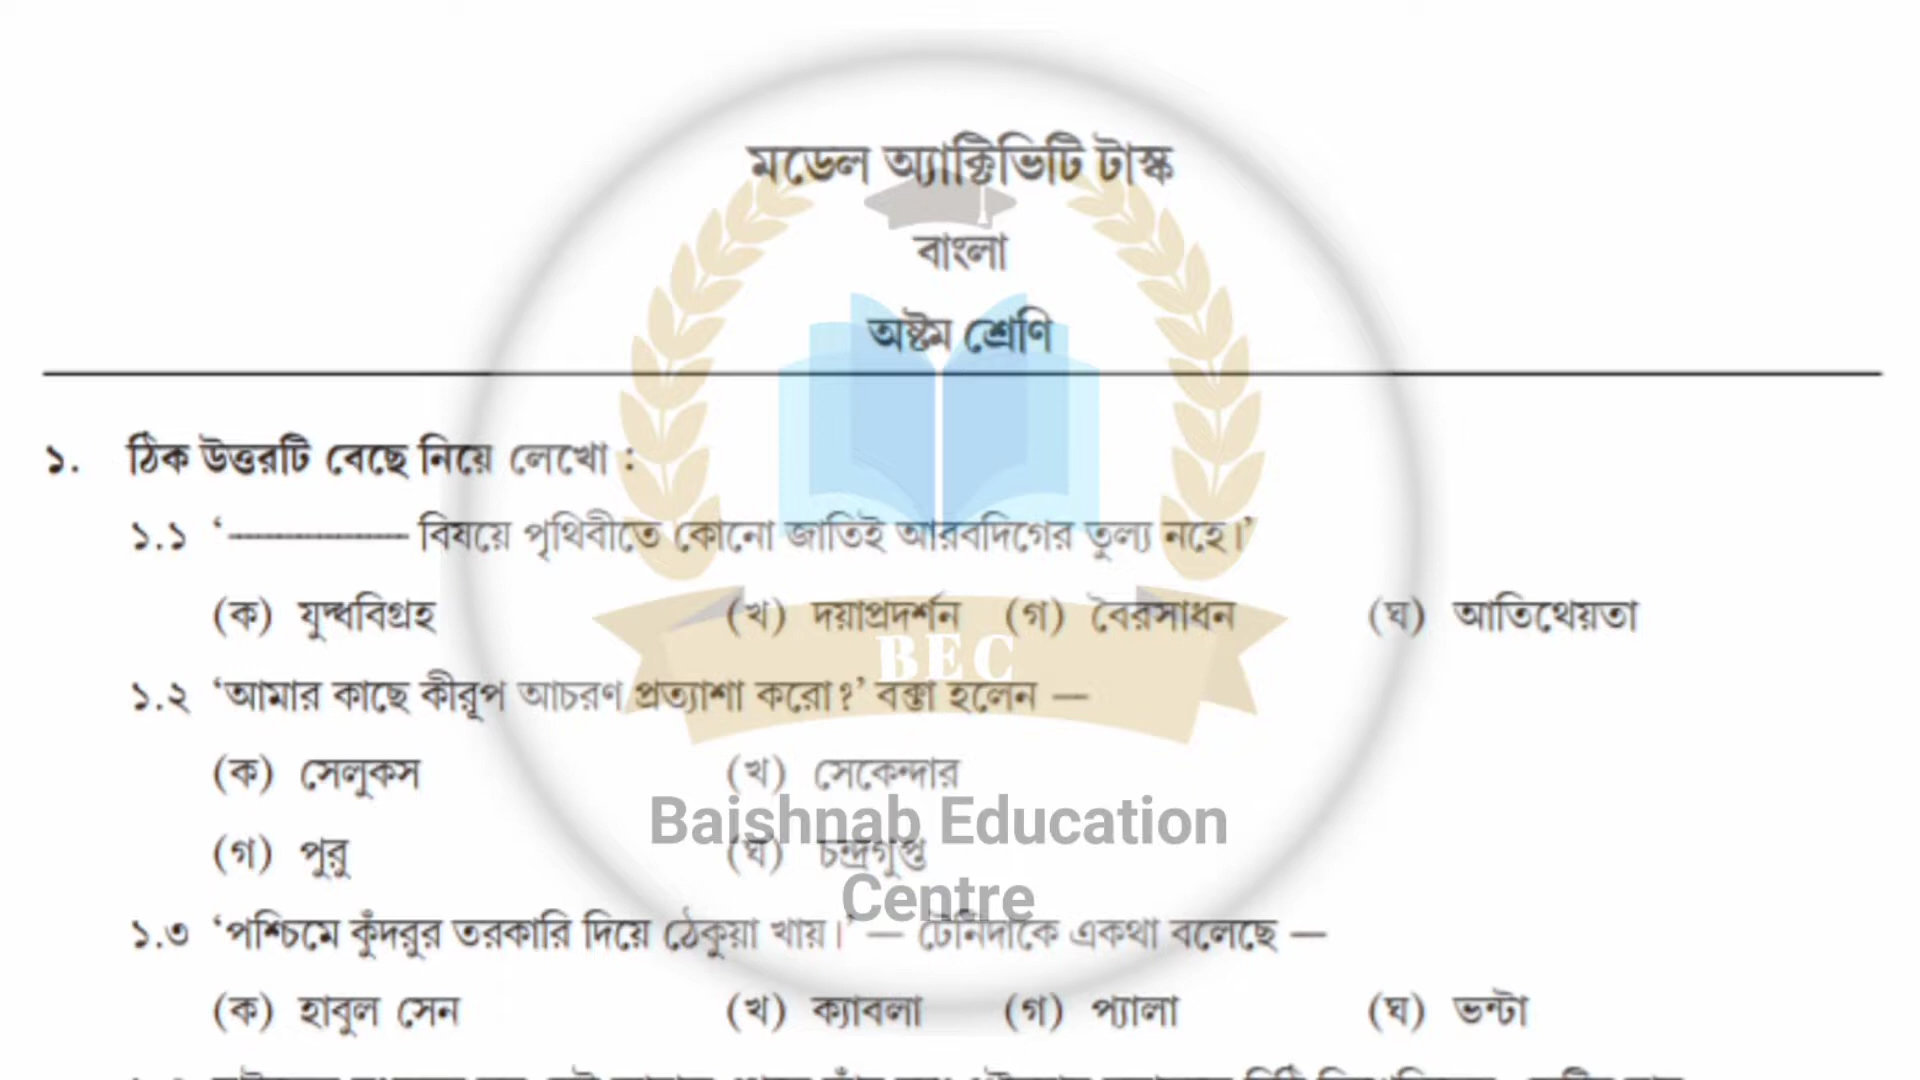 মডেল অ্যাক্টিভিটি টাস্ক
বাংলা
অষ্টম শ্রেণি
১. ঠিক উত্তরটি বেছে নিয়ে লেখো :
১.১ ‘———— বিষয়ে পৃথিবীতে কোনো জাতিই আরবদিগের তুল্য নহে।’
(ক) যুদ্ধবিগ্রহ (খ) দয়াপ্রদর্শন (গ) বৈরসাধন (ঘ) আতিথেয়তা
BEC
১.২ ‘আমার কাছে কীরূপ আচরণ প্রত্যাশা করো?’ বক্তা হলেন —
(ক) সেলুকস (খ) সেকেন্দার
Baishnab Education
(গ) পুরু (ঘ) চন্দ্রগুপ্ত
Centre
১.৩ ‘পশ্চিমে কুঁদরুর তরকারি দিয়ে ঠেকুয়া খায়।’ — টেনিদাকে একথা বলেছে —
(ক) হাবুল সেন (খ) ক্যাবলা (গ) প্যালা (ঘ) ভন্টা